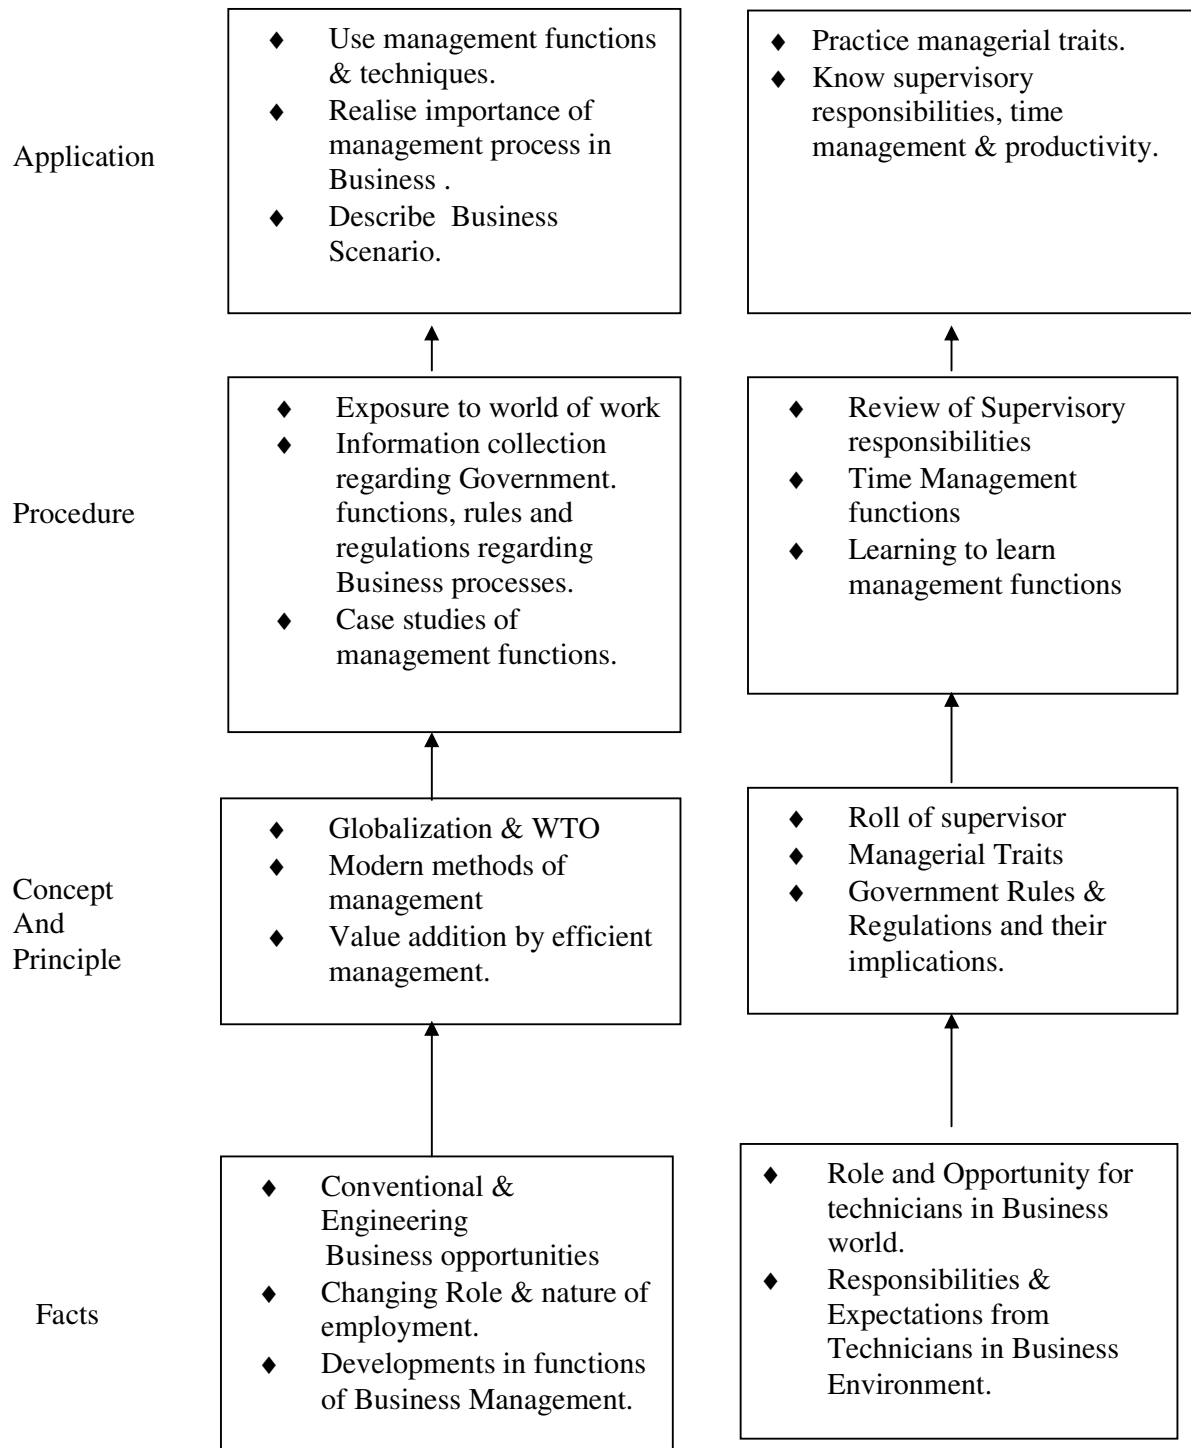 Application
♦ Use management functions
& techniques.
♦ Realise importance of
management process in
Business .
♦ Describe Business
Scenario.
♦ Practice managerial traits.
♦ Know supervisory
responsibilities, time
management & productivity.
Procedure
♦ Exposure to world of work
♦ Information collection
regarding Government.
functions, rules and
regulations regarding
Business processes.
♦ Case studies of
management functions.
♦ Review of Supervisory
responsibilities
♦ Time Management
functions
♦ Learning to learn
management functions
Concept
And
Principle
♦ Globalization & WTO
♦ Modern methods of
management
♦ Value addition by efficient
management.
♦ Roll of supervisor
♦ Managerial Traits
♦ Government Rules &
Regulations and their
implications.
Facts
♦ Conventional &
Engineering
Business opportunities
♦ Changing Role & nature of
employment.
♦ Developments in functions
of Business Management.
♦ Role and Opportunity for
technicians in Business
world.
♦ Responsibilities &
Expectations from
Technicians in Business
Environment.